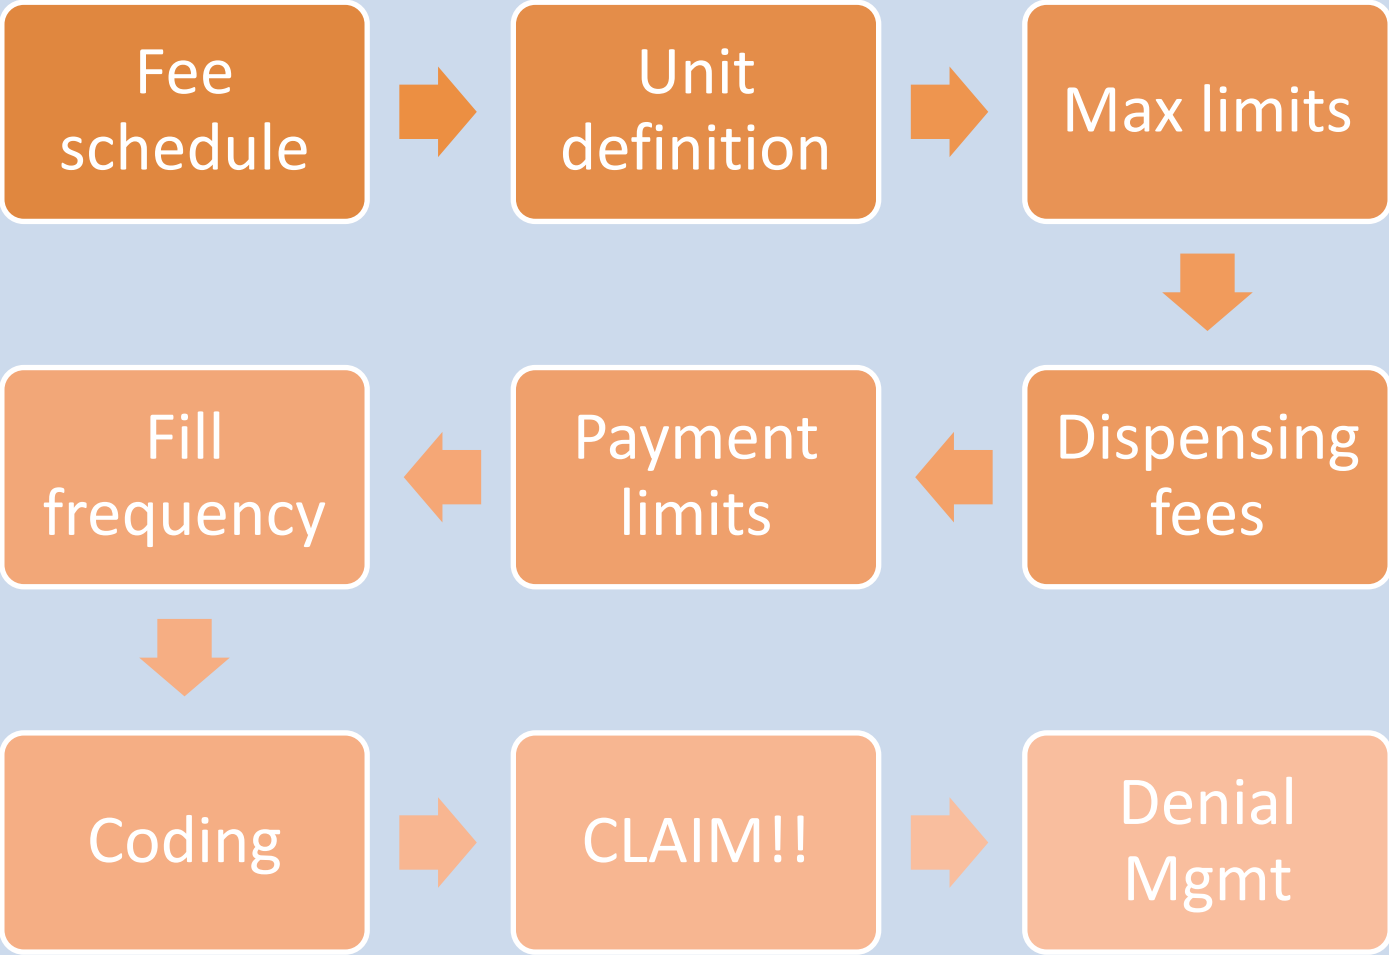 Fee
schedule
Unit
definition
Max limits
Dispensing
fees
Payment
limits
Fill
frequency
Coding
CLAIM!!
Denial
Mgmt